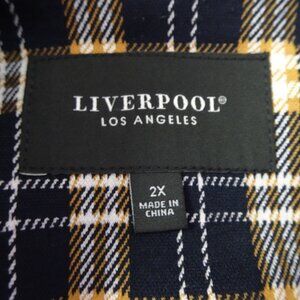 LIVERPOOL®
LOS ANGELES
2X
MADE IN
CHINA